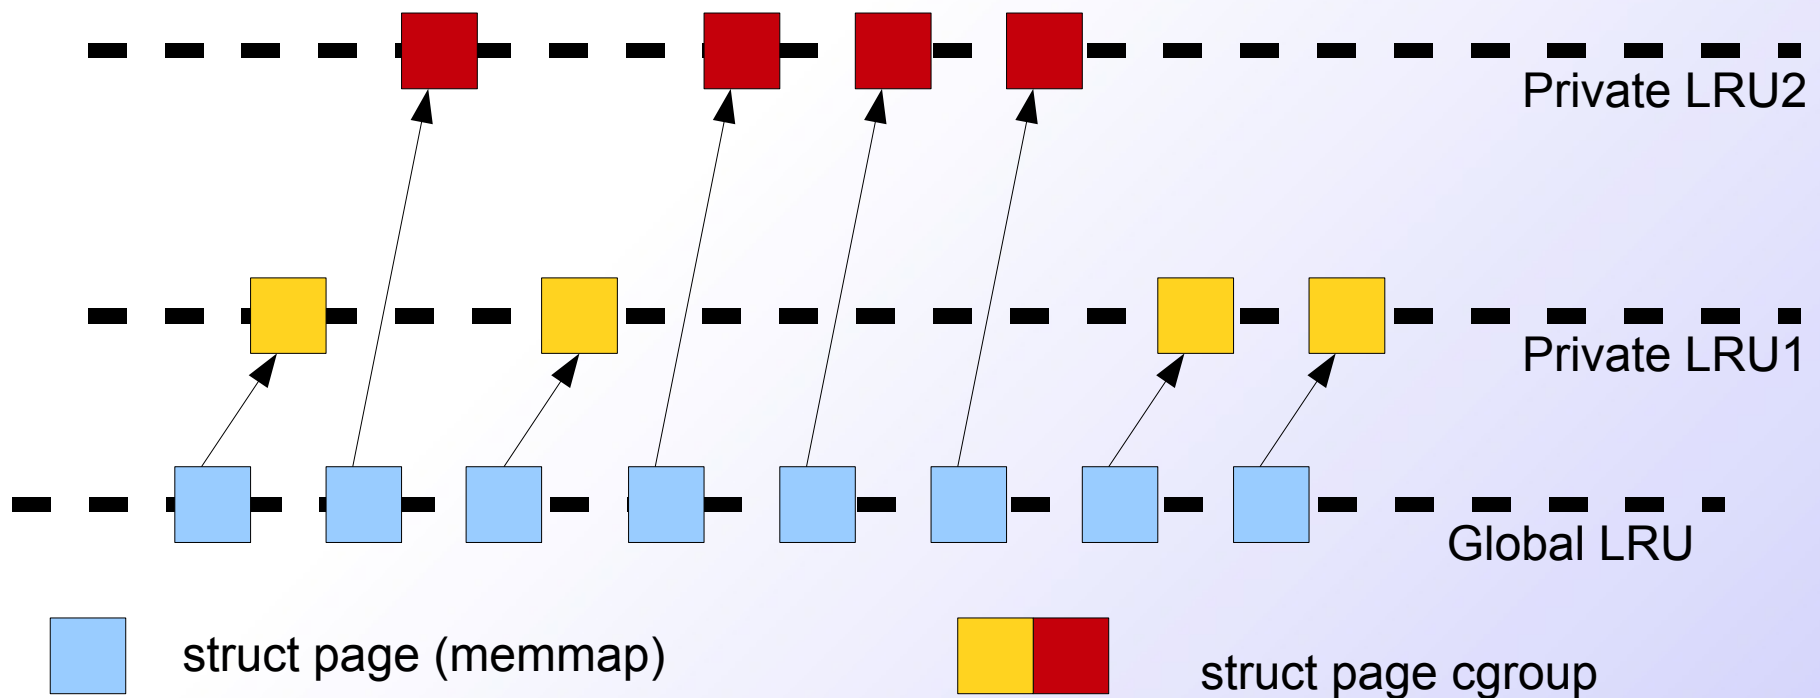 Private LRU2
Private LRU1
Global LRU
struct page (memmap)
struct page cgroup